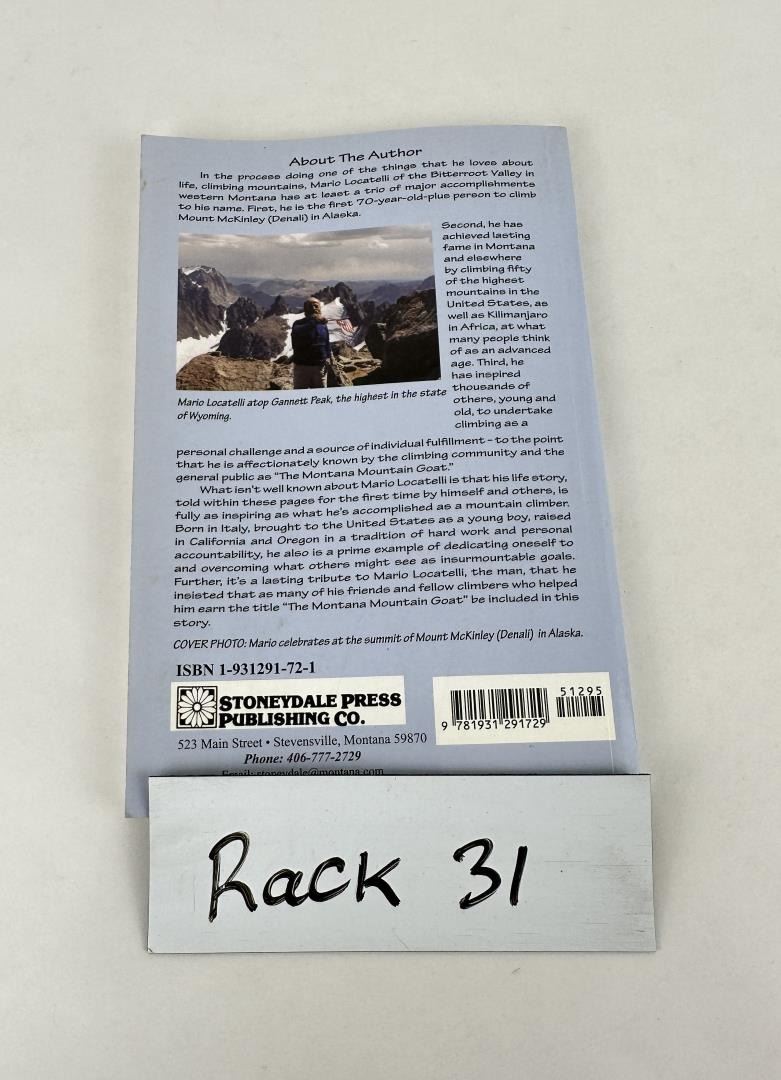 About The Author
In the process doing one of the things that he loves about
life, climbing mountains, Mario Locatelli of the Bitterroot Valley in
western Montana has at least a trio of major accomplishments
to his name. First, he is the first 70-year-old-plus person to climb
Mount McKinley (Denali) in Alaska.
Second, he has
achieved lasting
fame in Montana
and elsewhere
by climbing fifty
of the highest
mountains in the
United States, as
well as Kilimanjaro
in Africa, at what
many people think
of as an advanced
age. Third, he
has inspired
thousands of
others, young and
old, to undertake
climbing as a
Mario Locatelli atop Gannett Peak, the highest in the state
of Wyoming.
personal challenge and a source of individual fulfillment - to the point
that he is affectionately known by the climbing community and the
general public as "The Montana Mountain Goat."
What isn't well known about Mario Locatelli is that his life story,
told within these pages for the first time by himself and others, is
fully as inspiring as what he's accomplished as a mountain climber.
Born in Italy, brought to the United States as a young boy, raised
in California and Oregon in a tradition of hard work and personal
accountability, he also is a prime example of dedicating oneself to
and overcoming what others might see as insurmountable goals.
Further, it's a lasting tribute to Mario Locatelli, the man, that he
insisted that as many of his friends and fellow climbers who helped
him earn the title "The Montana Mountain Goat" be included in this
story.
COVER PHOTO: Mario celebrates at the summit of Mount McKinley (Denali) in Alaska.
ISBN 1-931291-72-1
STONEYDALE PRESS
PUBLISHING CO.
523 Main Street • Stevensville, Montana 59870
Phone: 406-777-2729
Email: stoneydale@montana.com
51295
9 781931 291729
Rack 31